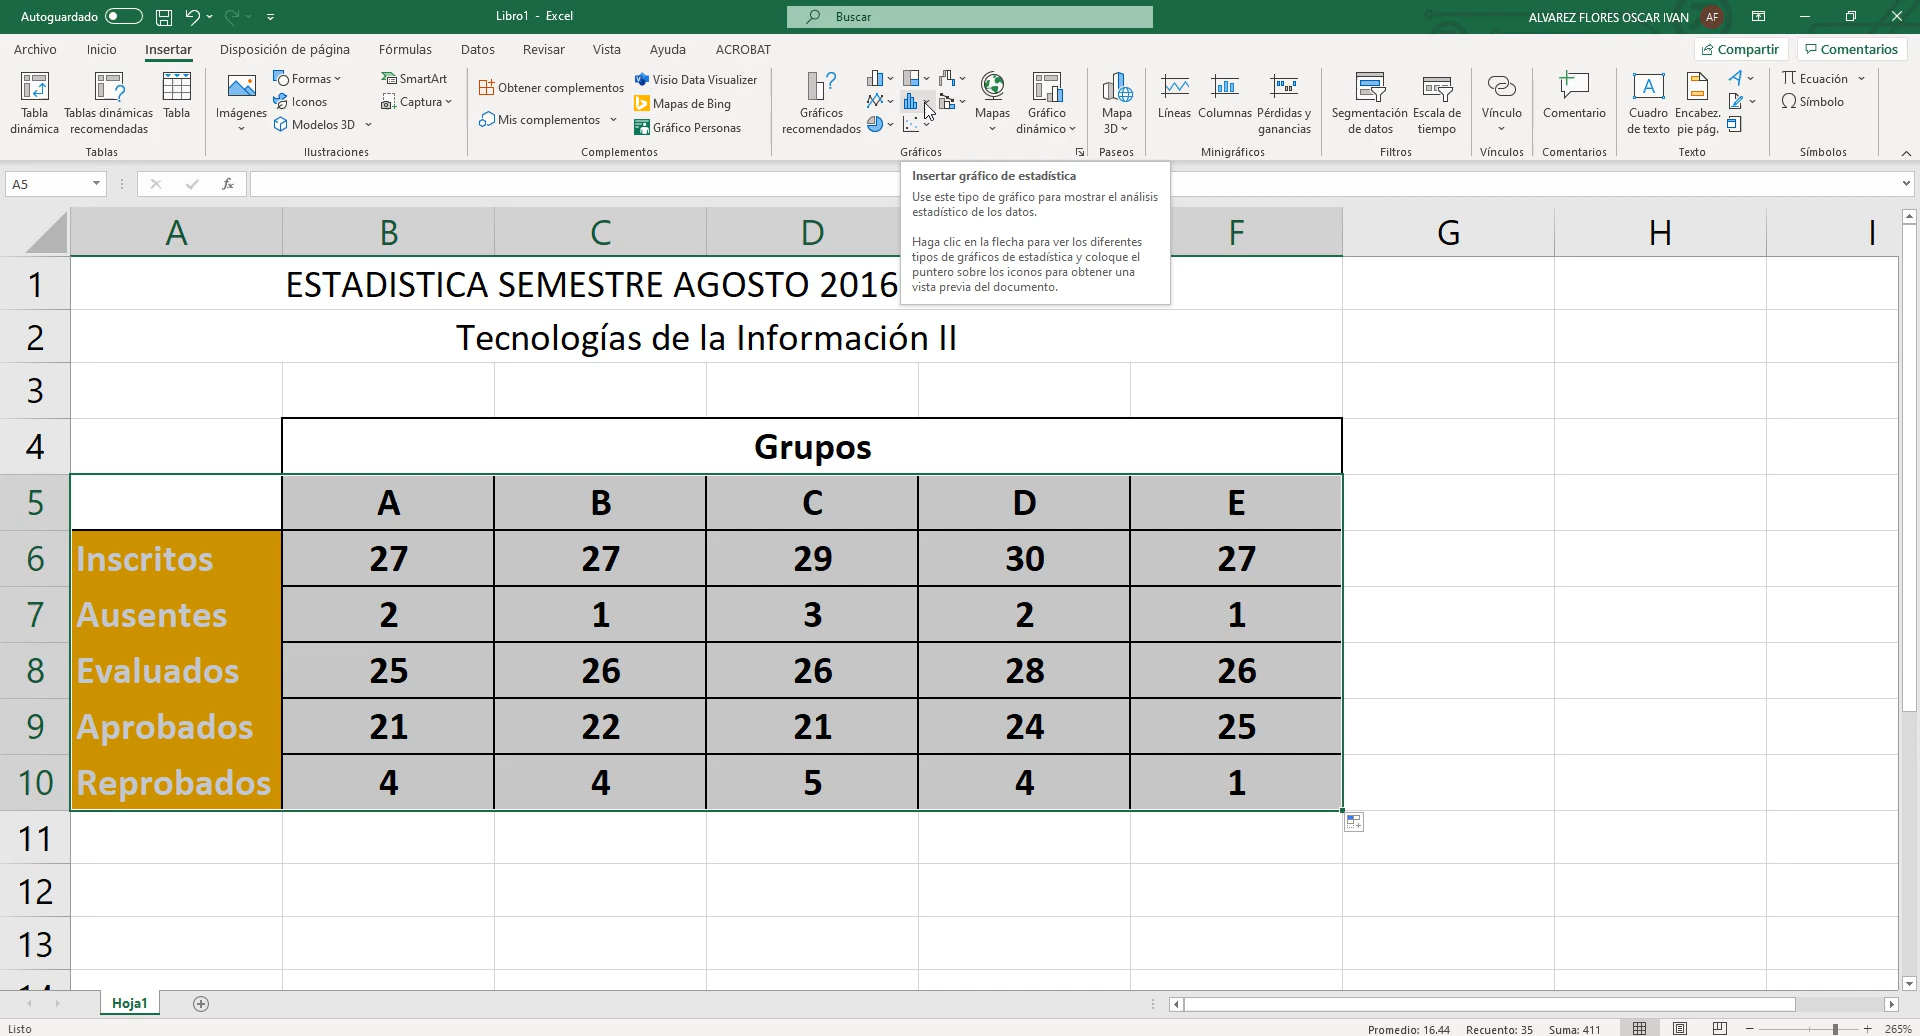 Autoguardado
Libro1 - Excel
Buscar
ALVAREZ FLORES OSCAR IVAN
AF
Archivo Inicio Insertar Disposición de página Fórmulas Datos Revisar Vista Ayuda ACROBAT
Compartir
Comentarios
Tabla dinámica
Tablas dinámicas recomendadas
Tabla
Tablas
Imágenes
Formas
Iconos
Modelos 3D
SmartArt
Captura
Ilustraciones
Obtener complementos
Mis complementos
Visio Data Visualizer
Mapas de Bing
Gráfico Personas
Complementos
Gráficos recomendados
Mapas
Gráfico dinámico
Gráficos
Mapa 3D
Paseos
Líneas
Columnas
Pérdidas y ganancias
Minigráficos
Segmentación de datos
Escala de tiempo
Filtros
Vínculo
Vínculos
Comentario
Comentarios
Cuadro de texto
Encabez. pie pág.
Texto
Ecuación
Símbolo
Símbolos
A5
fx
Insertar gráfico de estadística
Use este tipo de gráfico para mostrar el análisis
estadístico de los datos.
Haga clic en la flecha para ver los diferentes
tipos de gráficos de estadística y coloque el
puntero sobre los iconos para obtener una
vista previa del documento.
A B C D F G H I
1 ESTADISTICA SEMESTRE AGOSTO 2016
2 Tecnologías de la Información II
3
4 Grupos
5 A B C D E
6 Inscritos 27 27 29 30 27
7 Ausentes 2 1 3 2 1
8 Evaluados 25 26 26 28 26
9 Aprobados 21 22 21 24 25
10 Reprobados 4 4 5 4 1
11
12
13
Hoja1
Listo
Promedio: 16.44 Recuento: 35 Suma: 411
265%